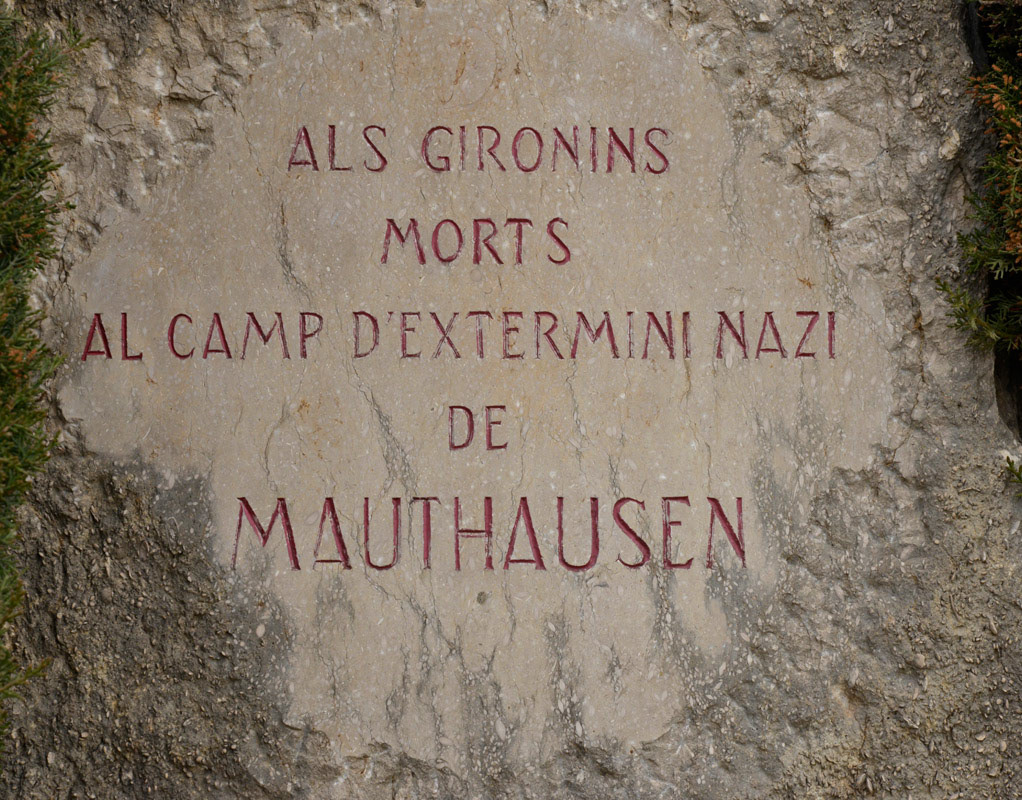 ALS GIRONINS
MORTS
AL CAMP D'EXTERMINI NAZI
DE
MAUTHAUSEN